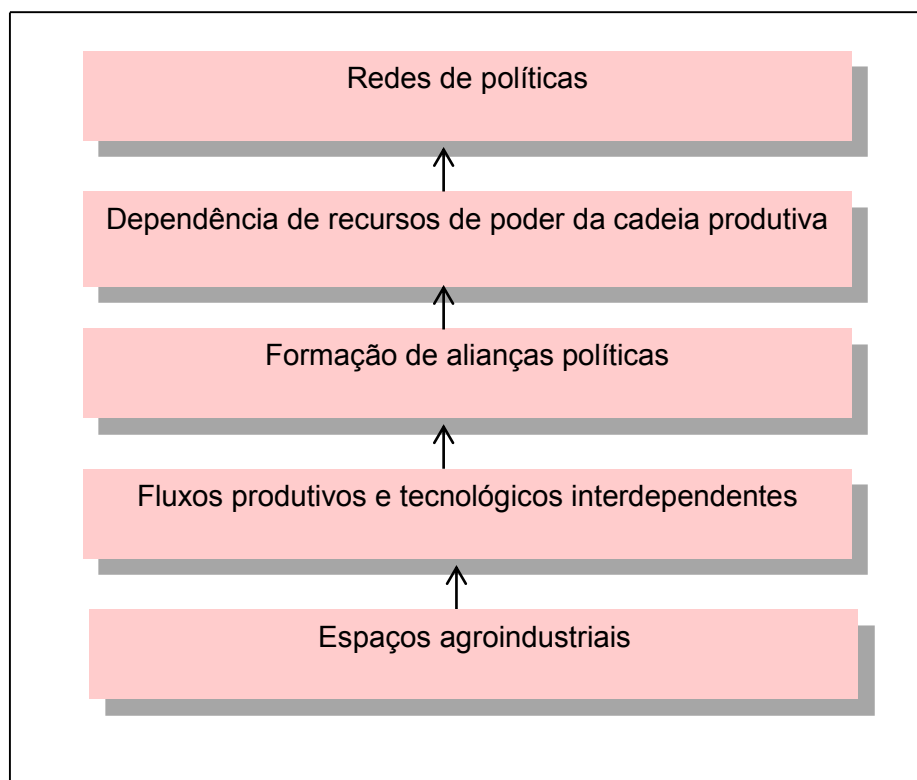 Redes de políticas
Dependência de recursos de poder da cadeia produtiva
Formação de alianças políticas
Fluxos produtivos e tecnológicos interdependentes
Espaços agroindustriais